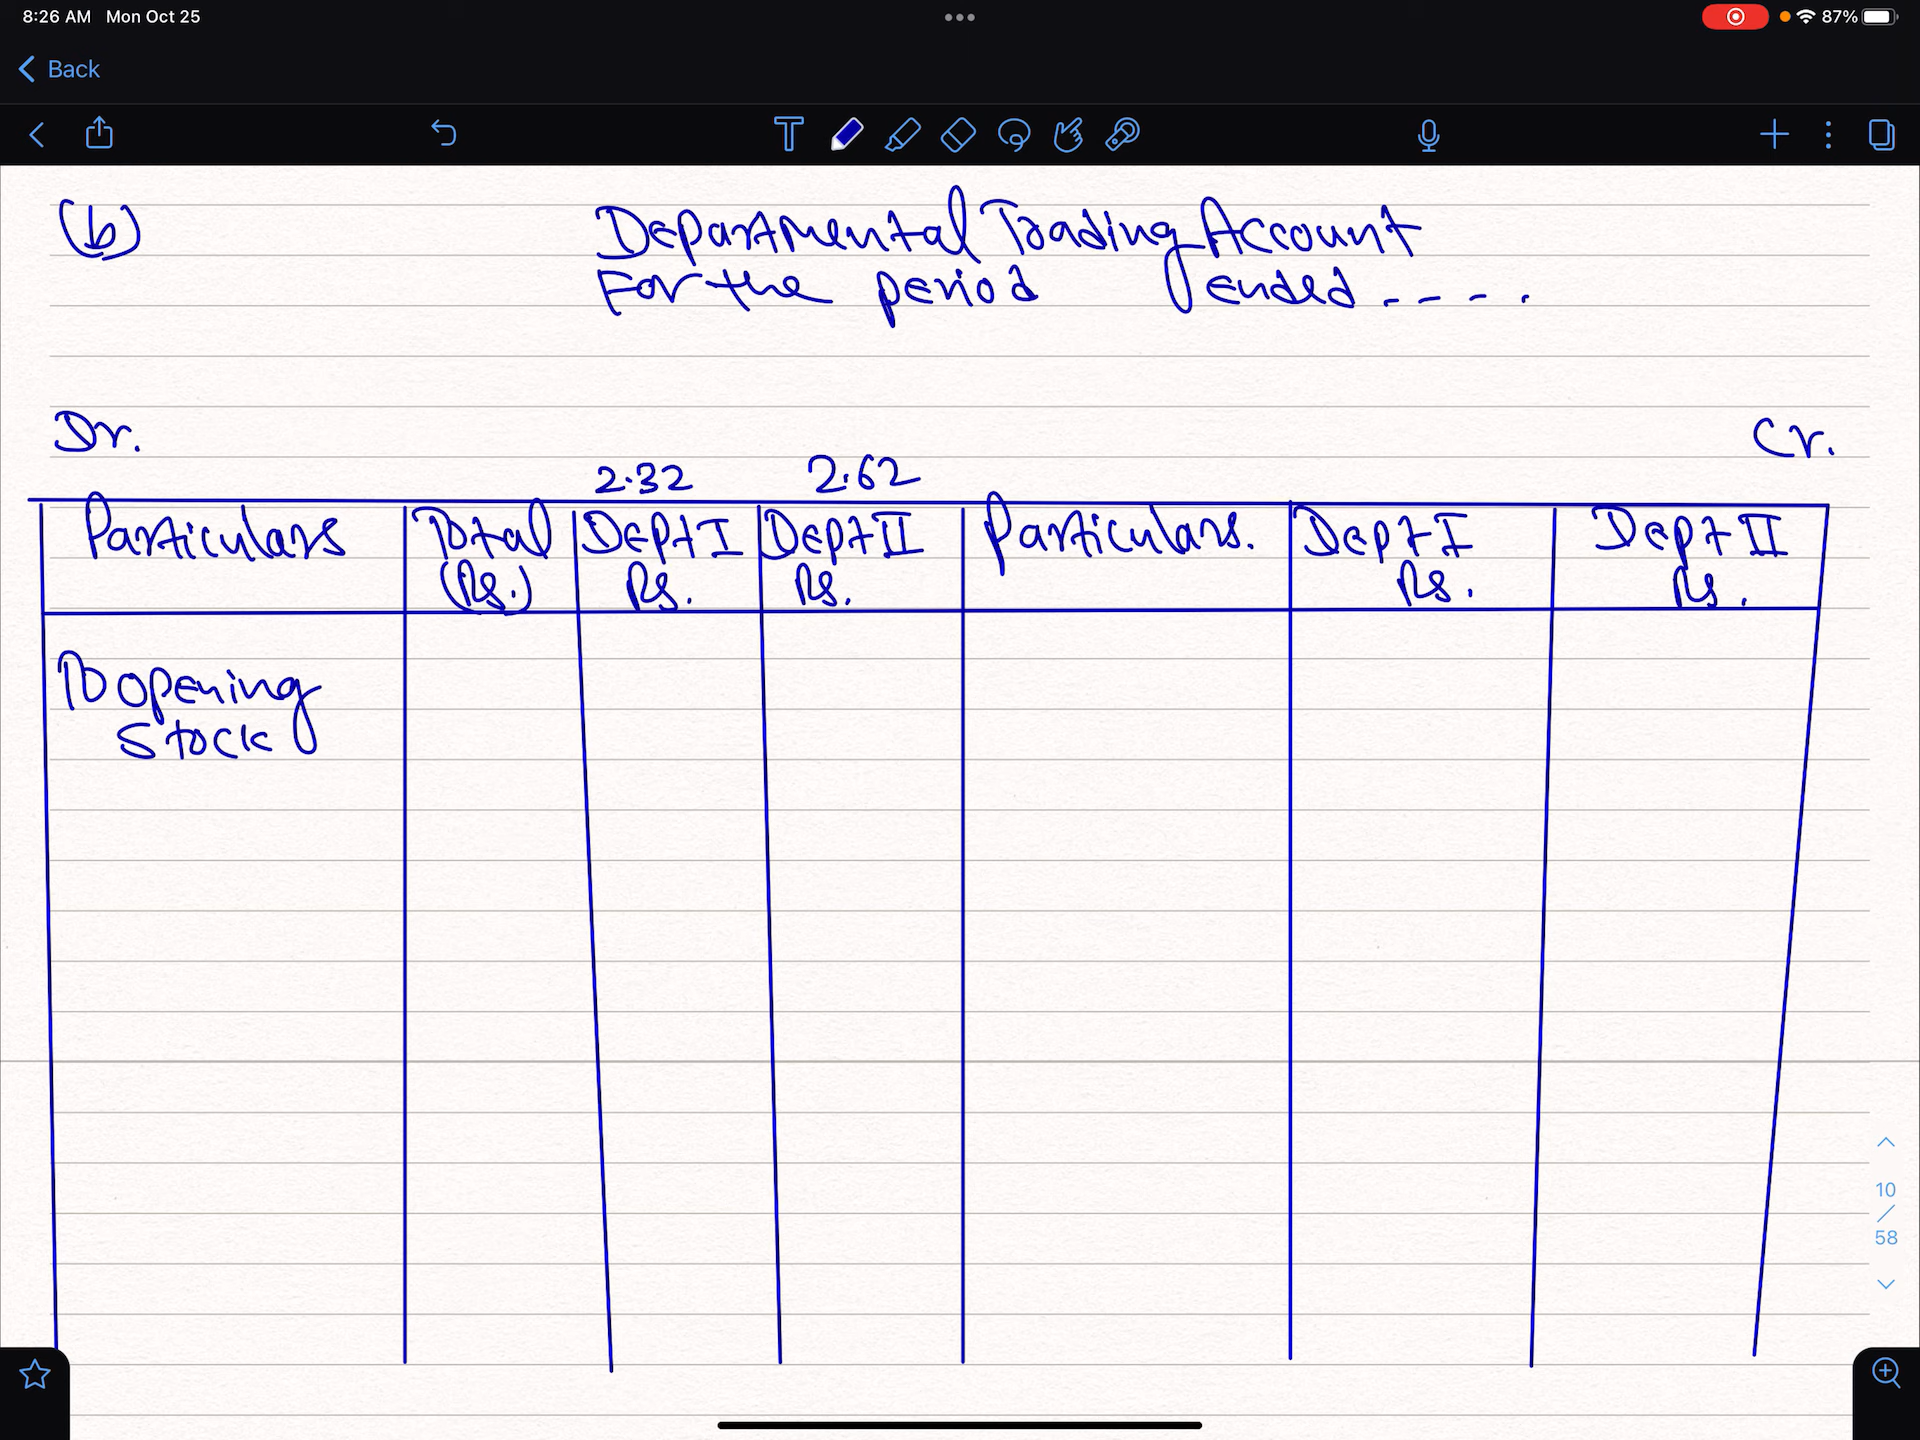 8:26 AM Mon Oct 25
87%
Back
(b)
Departmental Trading Account
For the period ended - - - - .
Dr.
Cr.
2.32 2.62
Particulars Total Dept I Dept II Particulars. Dept I Dept II
(Rs.) Rs. Rs. Rs. Rs.
To opening
stock
10
/
58